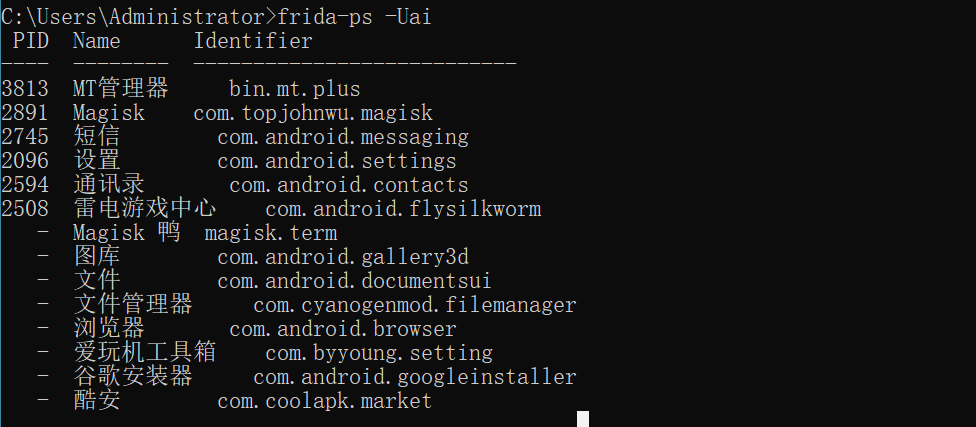 C:\Users\Administrator>frida-ps -Uai
 PID  Name      Identifier
----  --------  ---------------------------
3813  MT管理器     bin.mt.plus
2891  Magisk    com.topjohnwu.magisk
2745  短信        com.android.messaging
2096  设置        com.android.settings
2594  通讯录       com.android.contacts
2508  雷电游戏中心    com.android.flysilkworm
   -  Magisk 鸭  magisk.term
   -  图库        com.android.gallery3d
   -  文件        com.android.documentsui
   -  文件管理器     com.cyanogenmod.filemanager
   -  浏览器       com.android.browser
   -  爱玩机工具箱    com.byyoung.setting
   -  谷歌安装器     com.android.googleinstaller
   -  酷安        com.coolapk.market